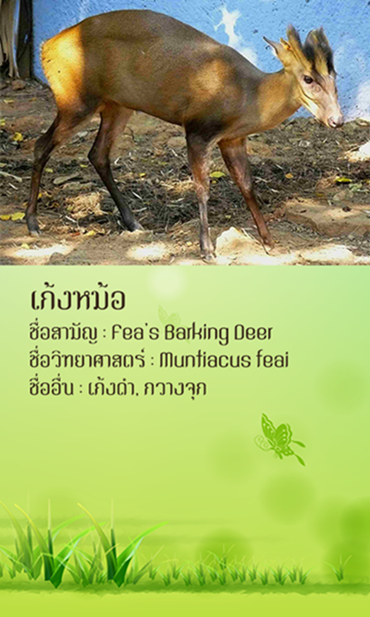 เก้งหม้อ
ชื่อสามัญ : Fea's Barking Deer
ชื่อวิทยาศาสตร์ : Muntiacus feai
ชื่ออื่น : เก้งดำ, กวางจุก